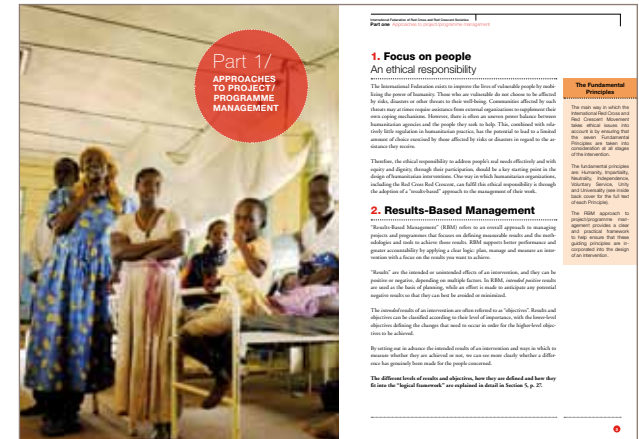 Part 1/
APPROACHES
TO PROJECT/
PROGRAMME
MANAGEMENT
International Federation of Red Cross and Red Crescent Societies
Part one Approaches to project/programme management
1. Focus on people
An ethical responsibility
The International Federation exists to improve the lives of vulnerable people by mobi-
lizing the power of humanity. Those who are vulnerable do not choose to be affected
by risks, disasters or other threats to their well-being. Communities affected by such
threats may at times require assistance from external organizations to supplement their
own coping mechanisms. However, there is often an uneven power balance between
humanitarian agencies and the people they seek to help. This, combined with rela-
tively little regulation in humanitarian practice, has the potential to lead to a limited
amount of choice exercised by those affected by risks or disasters in regard to the as-
sistance they receive.
Therefore, the ethical responsibility to address people's real needs effectively and with
equity and dignity, through their participation, should be a key starting point in the
design of humanitarian interventions. One way in which humanitarian organizations,
including the Red Cross Red Crescent, can fulfil this ethical responsibility is through
the adoption of a "results-based" approach to the management of their work.
2. Results-Based Management
"Results-Based Management" (RBM) refers to an overall approach to managing
projects and programmes that focuses on defining measurable results and the meth-
odologies and tools to achieve those results. RBM supports better performance and
greater accountability by applying a clear logic: plan, manage and measure an inter-
vention with a focus on the results you want to achieve.
"Results" are the intended or unintended effects of an intervention, and they can be
positive or negative, depending on multiple factors. In RBM, intended positive results
are used as the basis of planning, while an effort is made to anticipate any potential
negative results so that they can best be avoided or minimized.
The intended results of an intervention are often referred to as "objectives". Results and
objectives can be classified according to their level of importance, with the lower-level
objectives defining the changes that need to occur in order for the higher-level objec-
tives to be achieved.
By setting out in advance the intended results of an intervention and ways in which to
measure whether they are achieved or not, we can see more clearly whether a differ-
ence has genuinely been made for the people concerned.
The different levels of results and objectives, how they are defined and how they
fit into the "logical framework" are explained in detail in Section 5, p. 27.
The Fundamental
Principles
The main way in which the
International Red Cross and
Red Crescent Movement
takes ethical issues into
account is by ensuring that
the seven Fundamental
Principles are taken into
consideration at all stages
of the intervention.
The fundamental principles
are Humanity, Impartiality,
Neutrality, Independence,
Voluntary Service, Unity
and Universality (see inside
back cover for the full text
of each Principle).
The RBM approach to
project/programme man-
agement provides a clear
and practical framework
to help ensure that these
guiding principles are in-
corporated into the design
of an intervention.